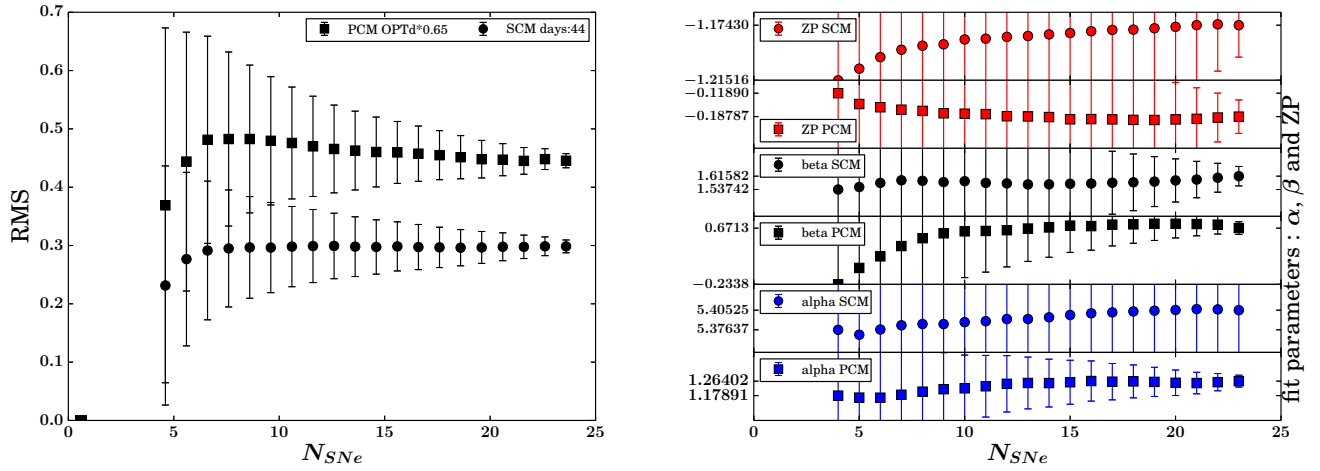 0.7
0.6
0.5
0.4
0.3
0.2
0.1
0.0
RMS
PCM OPTd*0.65
SCM days:44
0 5 10 15 20 25
N_{SNe}
−1.17430
−1.21516
−0.11890
−0.18787
1.61582
1.53742
0.6713
−0.2338
5.40525
5.37637
1.26402
1.17891
ZP SCM
ZP PCM
beta SCM
beta PCM
alpha SCM
alpha PCM
0 5 10 15 20 25
N_{SNe}
fit parameters : α, β and ZP